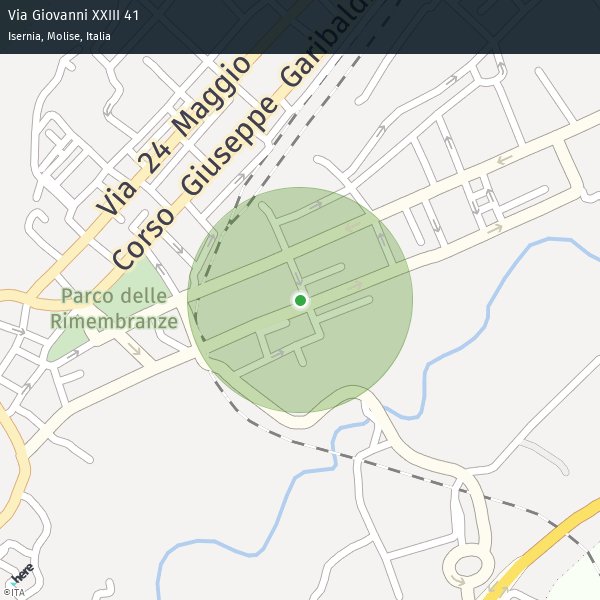 Via Giovanni XXIII 41
Isernia, Molise, Italia
Via 24 Maggio
Corso Giuseppe Garibaldi
Parco delle
Rimembranze
here
©ITA